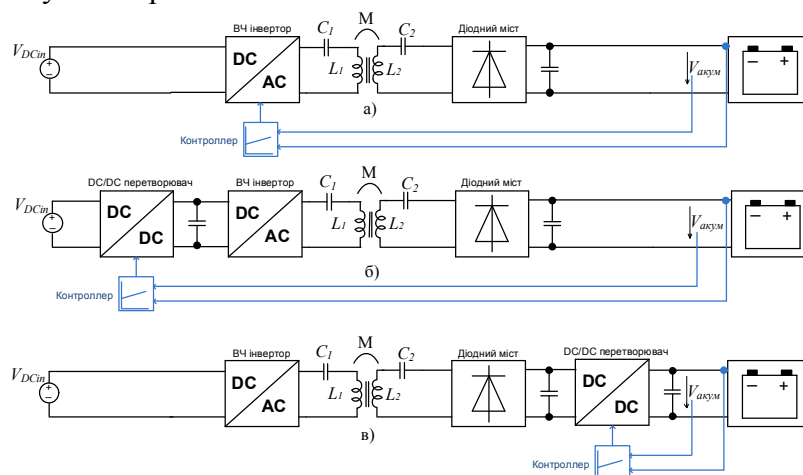 ВЧ інвертор
C1
M
C2
Діодний міст
VDCin
DC
AC
L1
L2
Vакум
− +
а)
Контроллер
DC/DC перетворювач
ВЧ інвертор
C1
M
C2
Діодний міст
VDCin
DC
DC
DC
AC
L1
L2
Vакум
− +
Контроллер
б)
ВЧ інвертор
C1
M
C2
Діодний міст
DC/DC перетворювач
VDCin
DC
AC
L1
L2
DC
DC
Vакум
− +
в)
Контроллер